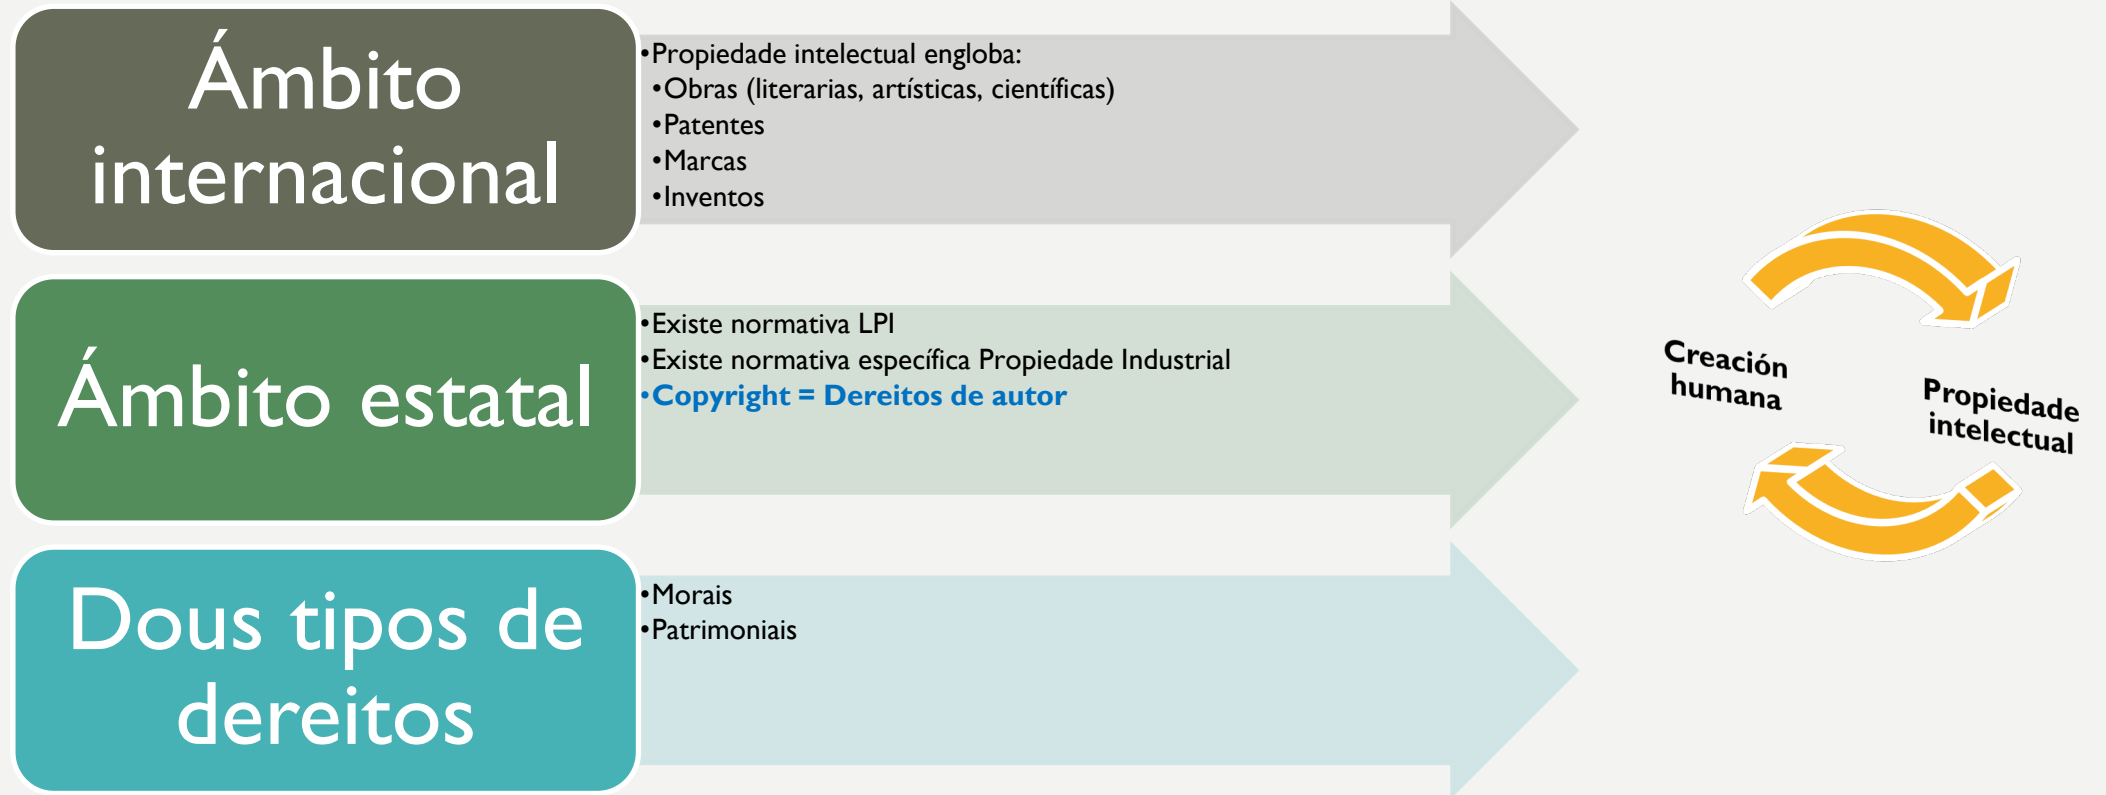 Ámbito
internacional
•Propiedade intelectual engloba:
•Obras (literarias, artísticas, científicas)
•Patentes
•Marcas
•Inventos
Ámbito estatal
•Existe normativa LPI
•Existe normativa específica Propiedade Industrial
•Copyright = Dereitos de autor
Dous tipos de
dereitos
•Morais
•Patrimoniais
Creación
humana
Propiedade
intelectual